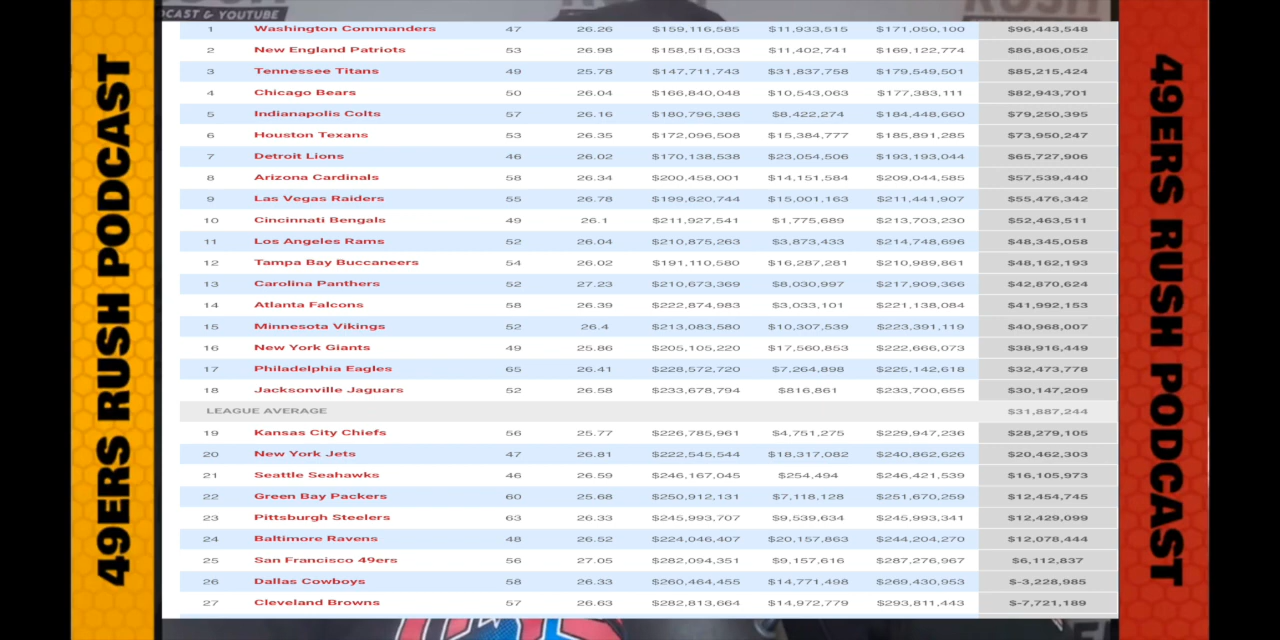 CAST & YOUTUBE
RUSH
49ERS RUSH PODCAST
1 Washington Commanders 47 26.26 $159,116,585 $11,933,515 $171,050,100 $96,443,548
2 New England Patriots 53 26.98 $158,515,033 $11,402,741 $169,122,774 $86,806,052
3 Tennessee Titans 49 25.78 $147,711,743 $31,837,758 $179,549,501 $85,215,424
4 Chicago Bears 50 26.04 $166,840,048 $10,543,063 $177,383,111 $82,943,701
5 Indianapolis Colts 57 26.16 $180,796,386 $8,422,274 $184,448,660 $79,250,395
6 Houston Texans 53 26.35 $172,096,508 $15,384,777 $185,891,285 $73,950,247
7 Detroit Lions 46 26.02 $170,138,538 $23,054,506 $193,193,044 $65,727,906
8 Arizona Cardinals 58 26.34 $200,458,001 $14,151,584 $209,044,585 $57,539,440
9 Las Vegas Raiders 55 26.78 $199,620,744 $15,001,163 $211,441,907 $55,476,342
10 Cincinnati Bengals 49 26.1 $211,927,541 $1,775,689 $213,703,230 $52,463,511
11 Los Angeles Rams 52 26.04 $210,875,263 $3,873,433 $214,748,696 $48,345,058
12 Tampa Bay Buccaneers 54 26.02 $191,110,580 $16,287,281 $210,989,861 $48,162,193
13 Carolina Panthers 52 27.23 $210,673,369 $8,030,997 $217,909,366 $42,870,624
14 Atlanta Falcons 58 26.39 $222,874,983 $3,033,101 $221,138,084 $41,992,153
15 Minnesota Vikings 52 26.4 $213,083,580 $10,307,539 $223,391,119 $40,968,007
16 New York Giants 49 25.86 $205,105,220 $17,560,853 $222,666,073 $38,916,449
17 Philadelphia Eagles 65 26.41 $228,572,720 $7,264,898 $225,142,618 $32,473,778
18 Jacksonville Jaguars 52 26.58 $233,678,794 $816,861 $233,700,655 $30,147,209
LEAGUE AVERAGE $31,887,244
19 Kansas City Chiefs 56 25.77 $226,785,961 $4,751,275 $229,947,236 $28,279,105
20 New York Jets 47 26.81 $222,545,544 $18,317,082 $240,862,626 $20,462,303
21 Seattle Seahawks 46 26.59 $246,167,045 $254,494 $246,421,539 $16,105,973
22 Green Bay Packers 60 25.68 $250,912,131 $7,118,128 $251,670,259 $12,454,745
23 Pittsburgh Steelers 63 26.33 $245,993,707 $9,539,634 $245,993,341 $12,429,099
24 Baltimore Ravens 48 26.52 $224,046,407 $20,157,863 $244,204,270 $12,078,444
25 San Francisco 49ers 56 27.05 $282,094,351 $9,157,616 $287,276,967 $6,112,837
26 Dallas Cowboys 58 26.33 $260,464,455 $14,771,498 $269,430,953 $-3,228,985
27 Cleveland Browns 57 26.63 $282,813,664 $14,972,779 $293,811,443 $-7,721,189
49ERS RUSH PODCAST